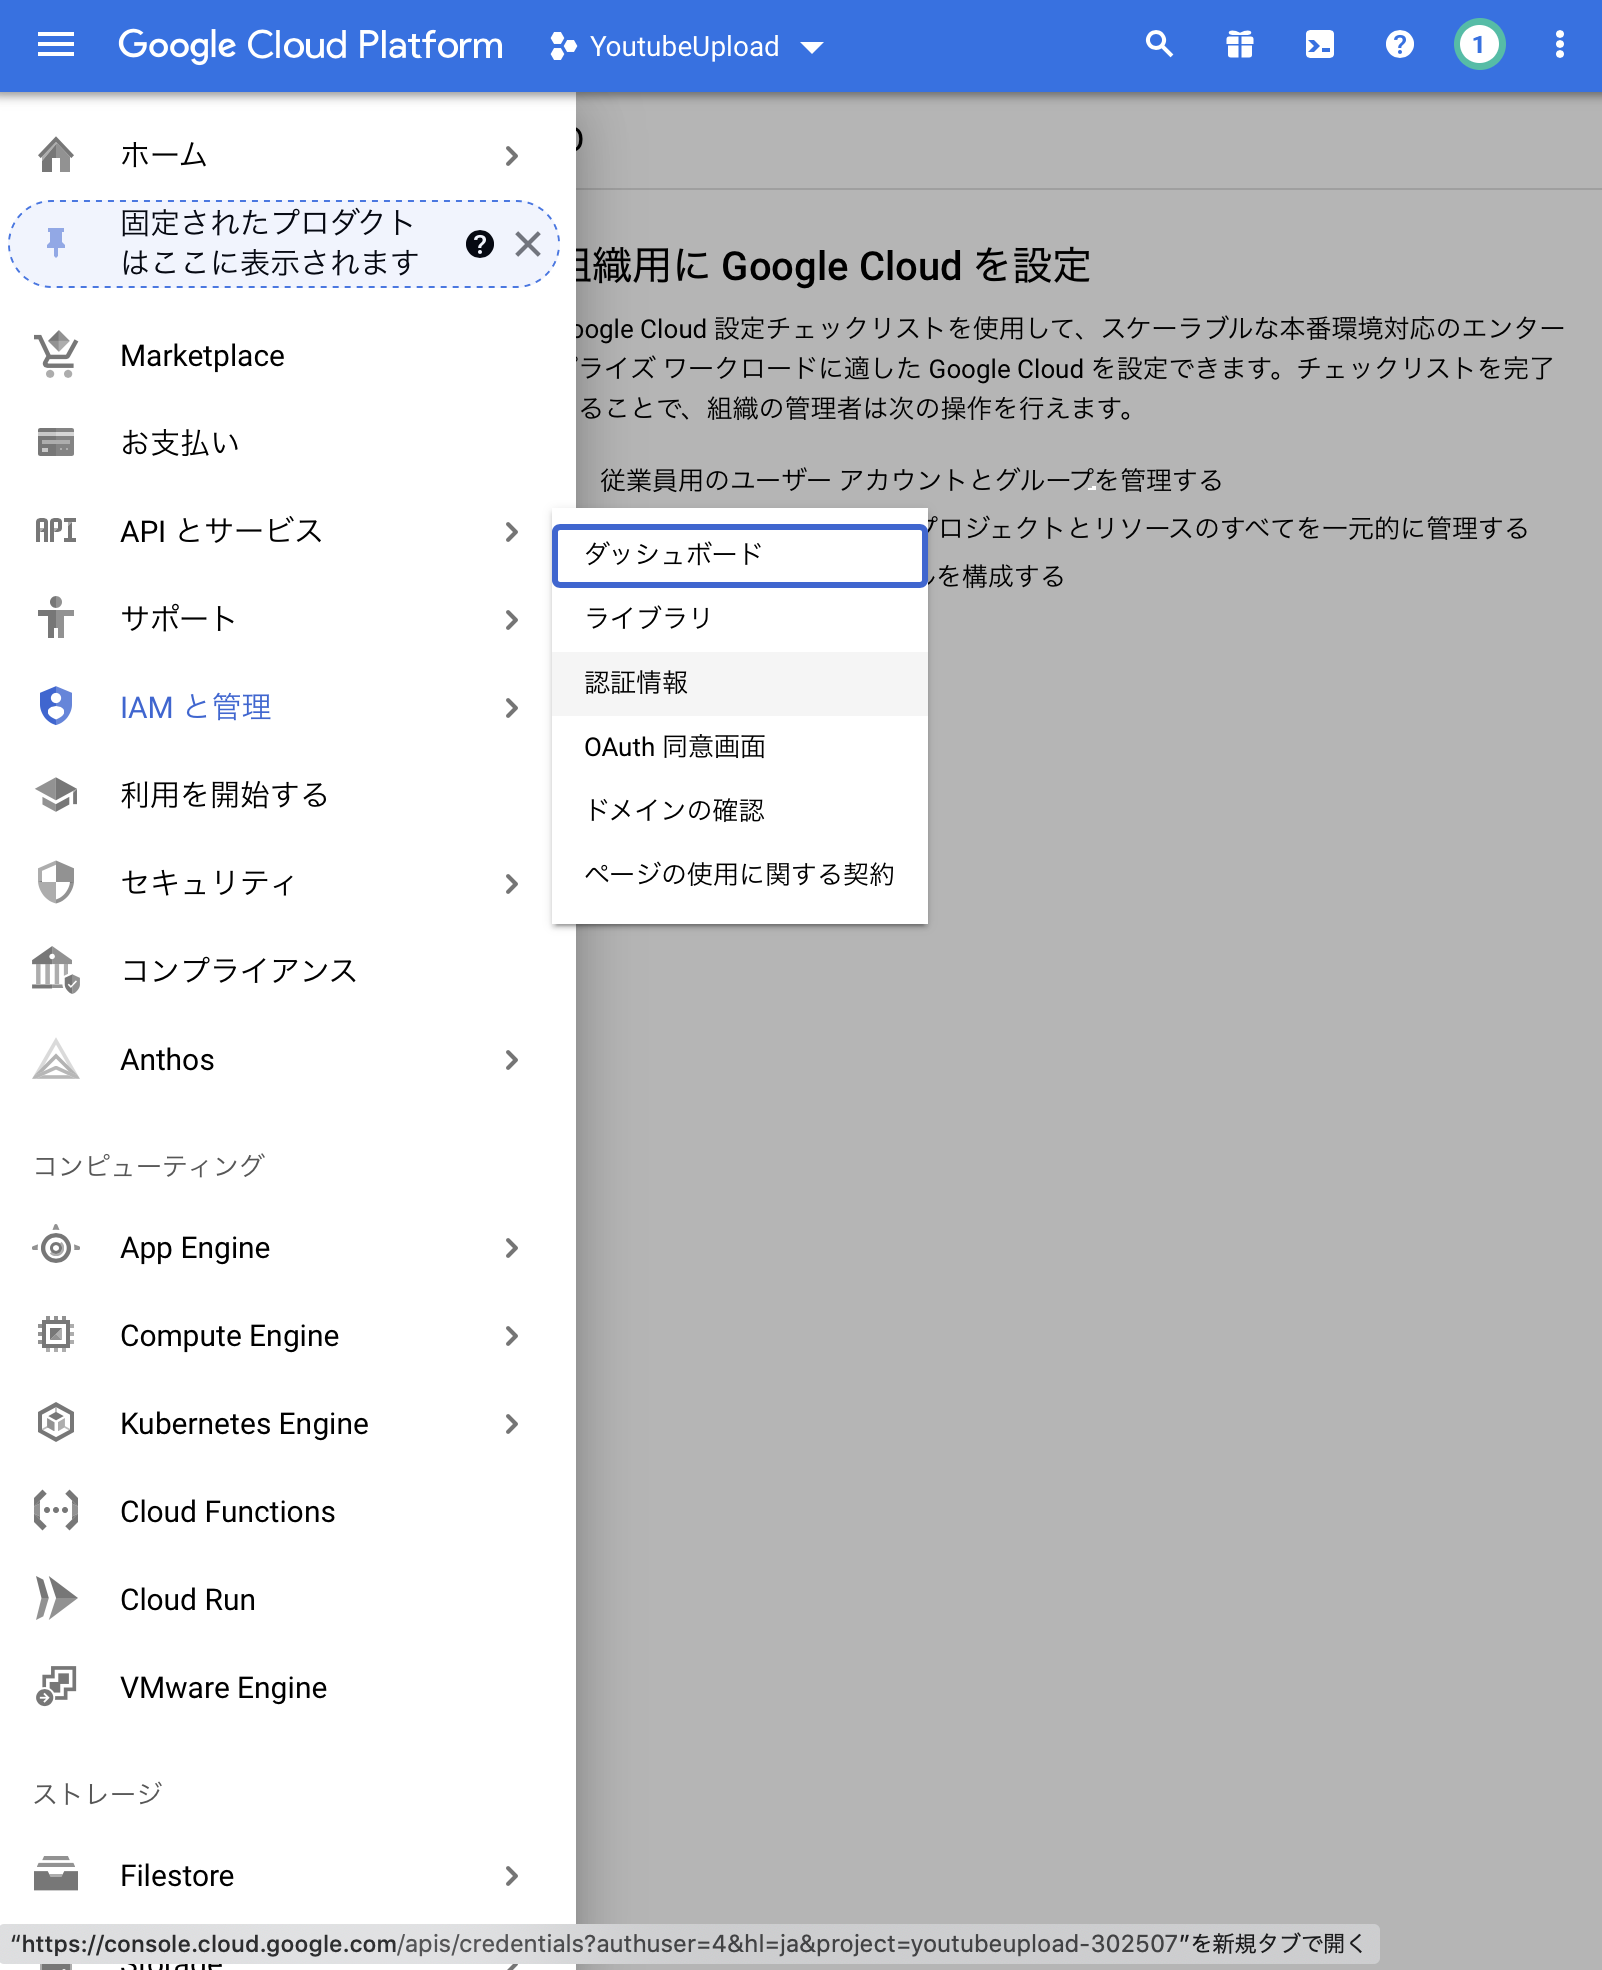 Google Cloud Platform
YoutubeUpload
1
ホーム
固定されたプロダクト
はここに表示されます
Marketplace
お支払い
API
API とサービス
サポート
IAM と管理
利用を開始する
セキュリティ
コンプライアンス
Anthos
コンピューティング
App Engine
Compute Engine
Kubernetes Engine
Cloud Functions
Cloud Run
VMware Engine
ストレージ
Filestore
Storage
組織用に Google Cloud を設定
oogle Cloud 設定チェックリストを使用して、スケーラブルな本番環境対応のエンター
プライズ ワークロードに適した Google Cloud を設定できます。チェックリストを完了
ることで、組織の管理者は次の操作を行えます。
従業員用のユーザー アカウントとグループを管理する
プロジェクトとリソースのすべてを一元的に管理する
ルを構成する
ダッシュボード
ライブラリ
認証情報
OAuth 同意画面
ドメインの確認
ページの使用に関する契約
“https://console.cloud.google.com/apis/credentials?authuser=4&hl=ja&project=youtubeupload-302507”を新規タブで開く